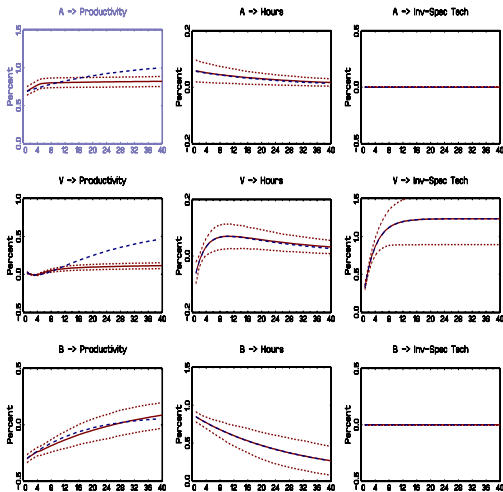 A -> Productivity
A -> Hours
A -> Inv-Spec Tech
Percent
0.0 0.5 1.0 1.5
0 4 8 12 16 20 24 28 32 36 40
Percent
-0.2 0.0 0.2
0 4 8 12 16 20 24 28 32 36 40
Percent
-0.5 0.0 0.5
0 4 8 12 16 20 24 28 32 36 40
V -> Productivity
V -> Hours
V -> Inv-Spec Tech
Percent
-0.5 0.0 0.5 1.0
0 4 8 12 16 20 24 28 32 36 40
Percent
-0.2 0.0 0.2
0 4 8 12 16 20 24 28 32 36 40
Percent
0.0 0.5 1.0 1.5
0 4 8 12 16 20 24 28 32 36 40
B -> Productivity
B -> Hours
B -> Inv-Spec Tech
Percent
-0.5 0.0 0.5
0 4 8 12 16 20 24 28 32 36 40
Percent
0.0 0.5 1.0 1.5
0 4 8 12 16 20 24 28 32 36 40
Percent
-0.5 0.0 0.5
0 4 8 12 16 20 24 28 32 36 40